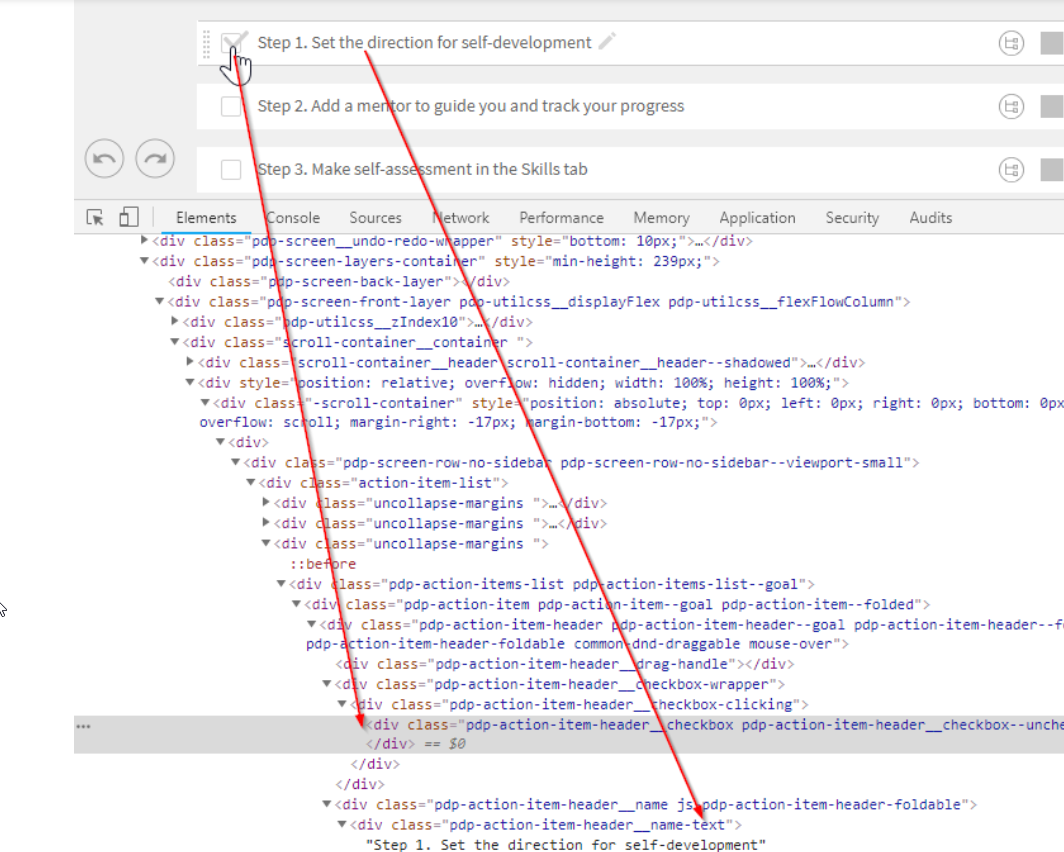 Step 1. Set the direction for self-development
Step 2. Add a mentor to guide you and track your progress
Step 3. Make self-assessment in the Skills tab
Elements Console Sources Network Performance Memory Application Security Audits
<div class="pdp-screen__undo-redo-wrapper" style="bottom: 10px;">…</div>
<div class="pdp-screen-layers-container" style="min-height: 239px;">
<div class="pdp-screen-back-layer"></div>
<div class="pdp-screen-front-layer pdp-utilcss__displayFlex pdp-utilcss__flexFlowColumn">
<div class="pdp-utilcss__zIndex10">…</div>
<div class="scroll-container__container ">
<div class="scroll-container__header scroll-container__header--shadowed">…</div>
<div style="position: relative; overflow: hidden; width: 100%; height: 100%;">
<div class="-scroll-container" style="position: absolute; top: 0px; left: 0px; right: 0px; bottom: 0px
overflow: scroll; margin-right: -17px; margin-bottom: -17px;">
<div>
<div class="pdp-screen-row-no-sidebar pdp-screen-row-no-sidebar--viewport-small">
<div class="action-item-list">
<div class="uncollapse-margins ">…</div>
<div class="uncollapse-margins ">…</div>
<div class="uncollapse-margins ">
::before
<div class="pdp-action-items-list pdp-action-items-list--goal">
<div class="pdp-action-item pdp-action-item--goal pdp-action-item--folded">
<div class="pdp-action-item-header pdp-action-item-header--goal pdp-action-item-header--f
pdp-action-item-header-foldable common-dnd-draggable mouse-over">
<div class="pdp-action-item-header__drag-handle"></div>
<div class="pdp-action-item-header__checkbox-wrapper">
<div class="pdp-action-item-header__checkbox-clicking">
<div class="pdp-action-item-header__checkbox pdp-action-item-header__checkbox--unche
</div> == $0
</div>
</div>
<div class="pdp-action-item-header__name js-pdp-action-item-header-foldable">
<div class="pdp-action-item-header__name-text">
"Step 1. Set the direction for self-development"